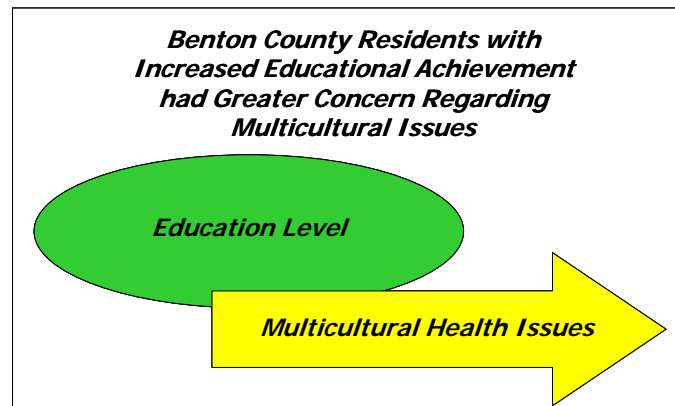 Benton County Residents with
Increased Educational Achievement
had Greater Concern Regarding
Multicultural Issues
Education Level
Multicultural Health Issues